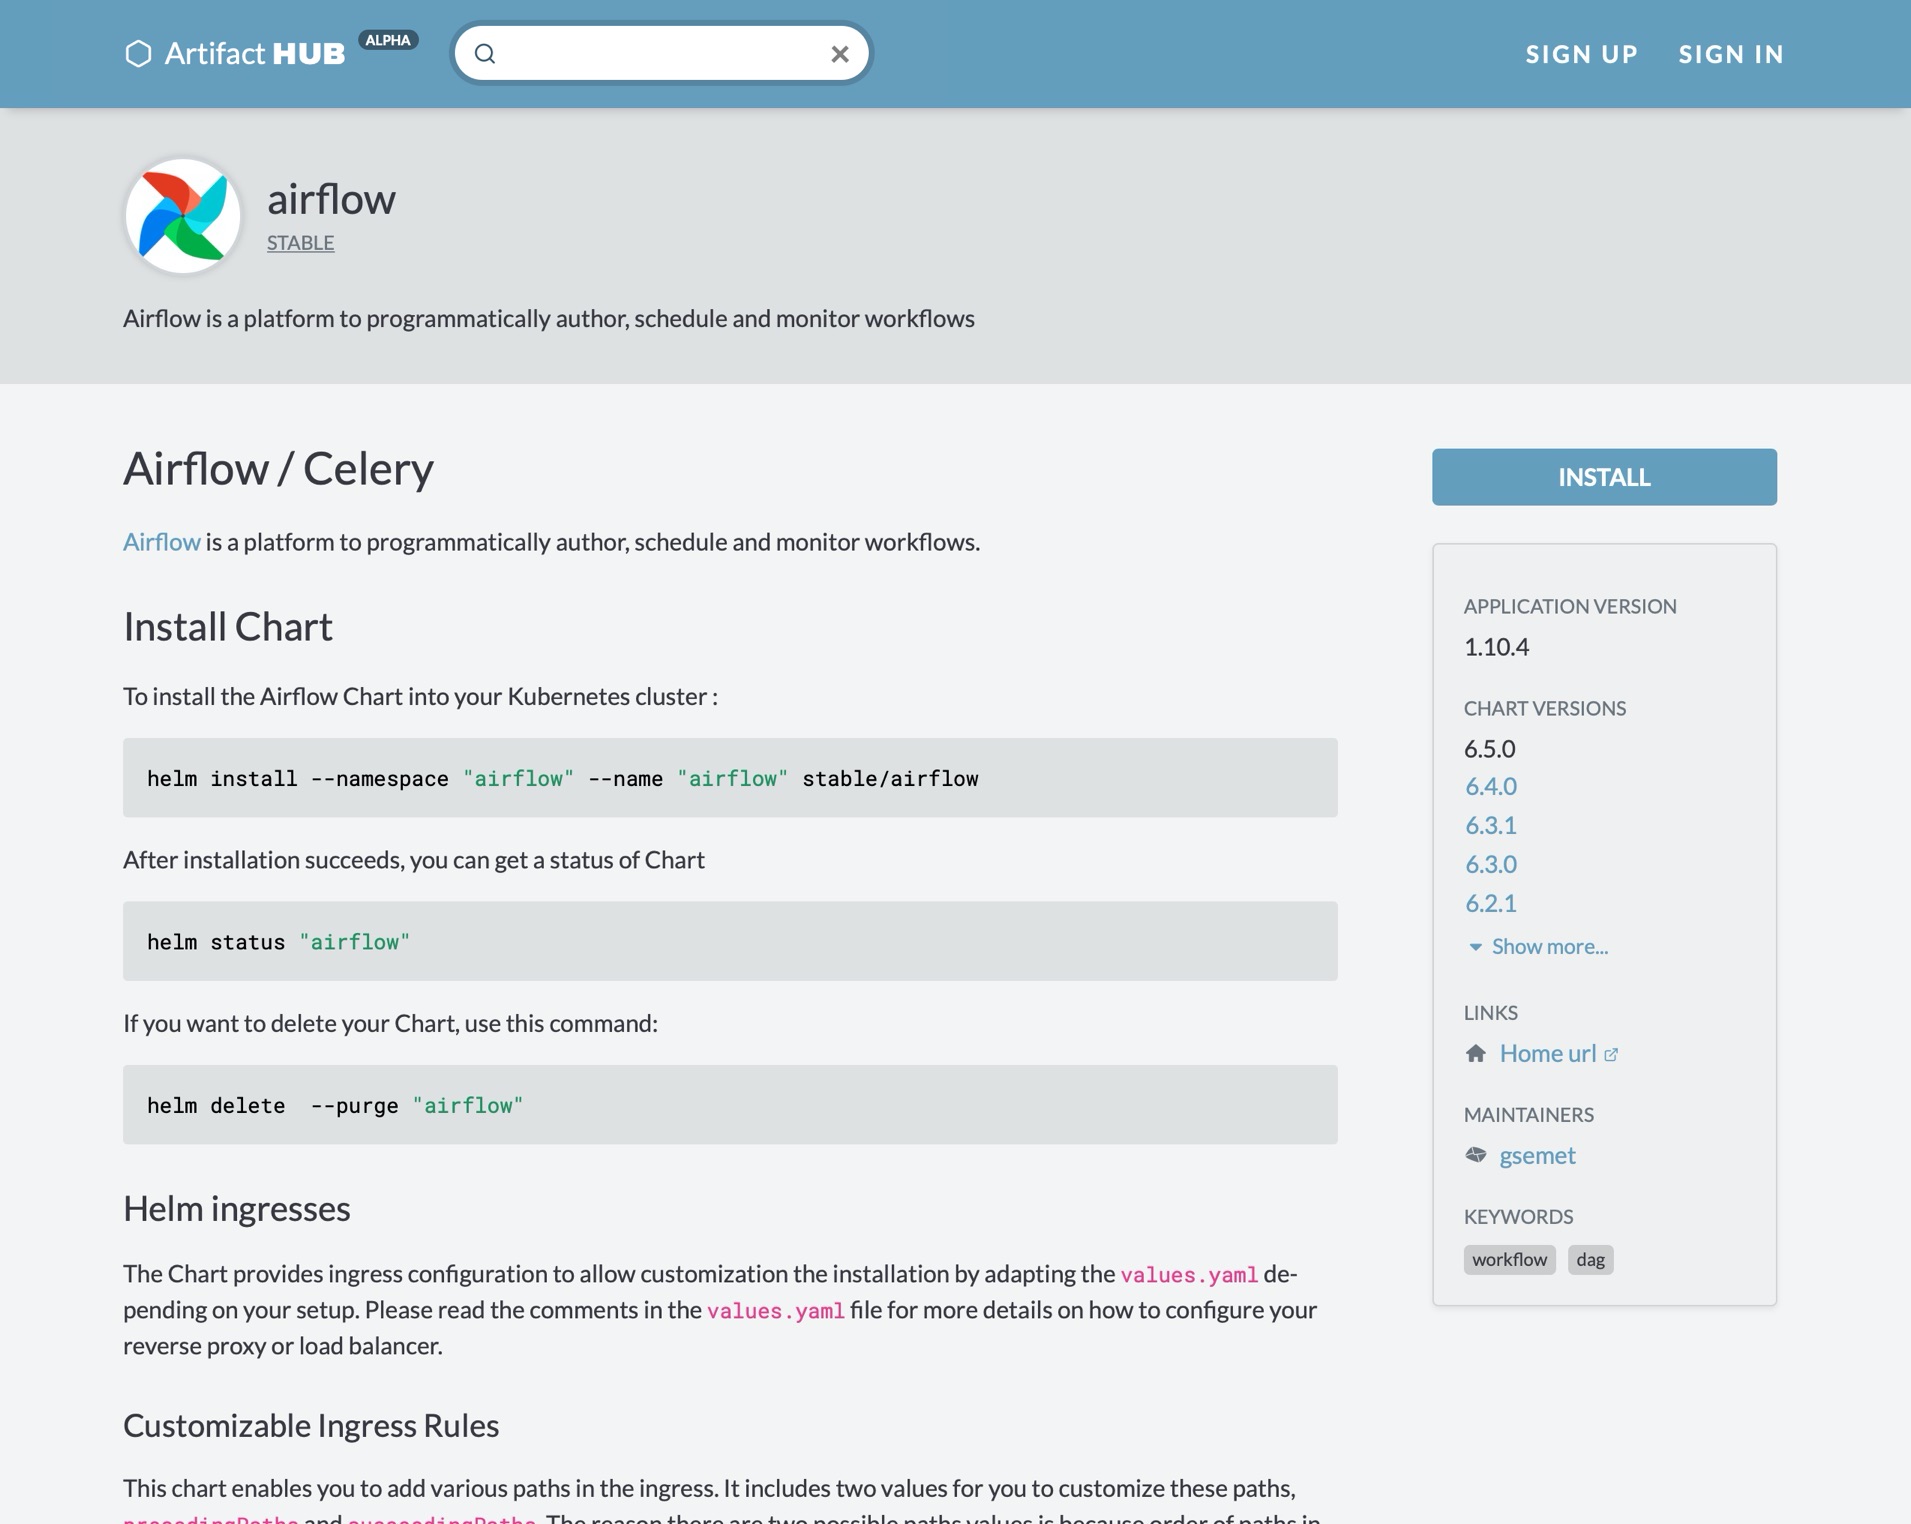 Artifact HUB ALPHA
SIGN UP SIGN IN
airflow
STABLE
Airflow is a platform to programmatically author, schedule and monitor workflows
Airflow / Celery
Airflow is a platform to programmatically author, schedule and monitor workflows.
Install Chart
To install the Airflow Chart into your Kubernetes cluster :
helm install --namespace "airflow" --name "airflow" stable/airflow
After installation succeeds, you can get a status of Chart
helm status "airflow"
If you want to delete your Chart, use this command:
helm delete  --purge "airflow"
Helm ingresses
The Chart provides ingress configuration to allow customization the installation by adapting the values.yaml de-
pending on your setup. Please read the comments in the values.yaml file for more details on how to configure your
reverse proxy or load balancer.
Customizable Ingress Rules
This chart enables you to add various paths in the ingress. It includes two values for you to customize these paths,
precedingPaths and succeedingPaths. The reason there are two possible paths values is because order of paths in
INSTALL
APPLICATION VERSION
1.10.4
CHART VERSIONS
6.5.0
6.4.0
6.3.1
6.3.0
6.2.1
Show more...
LINKS
Home url
MAINTAINERS
gsemet
KEYWORDS
workflow dag